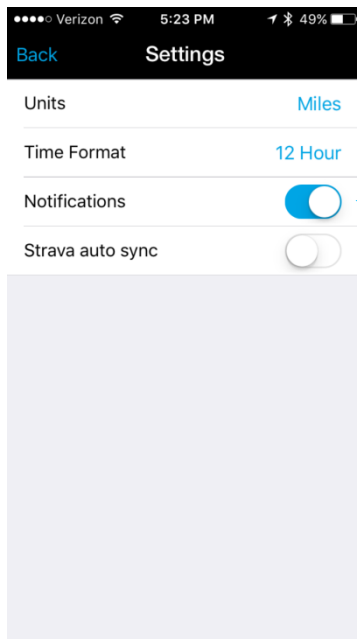 Verizon 5:23 PM 49%
Back Settings
Units Miles
Time Format 12 Hour
Notifications
Strava auto sync